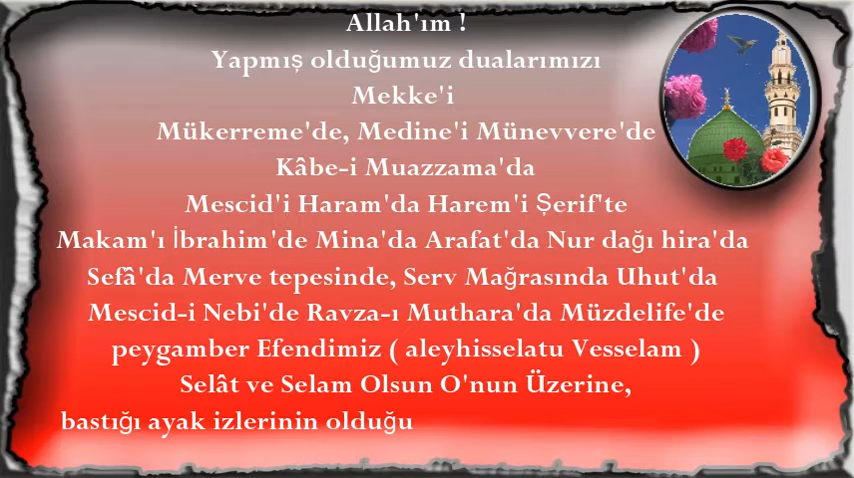 Allah'ım !
Yapmış olduğumuz dualarımızı
Mekke'i
Mükerreme'de, Medine'i Münevvere'de
Kâbe-i Muazzama'da
Mescid'i Haram'da Harem'i Şerif'te
Makam'ı İbrahim'de Mina'da Arafat'da Nur dağı hira'da
Sefâ'da Merve tepesinde, Serv Mağrasında Uhut'da
Mescid-i Nebi'de Ravza-ı Muthara'da Müzdelife'de
peygamber Efendimiz ( aleyhisselatu Vesselam )
Selât ve Selam Olsun O'nun Üzerine,
bastığı ayak izlerinin olduğu